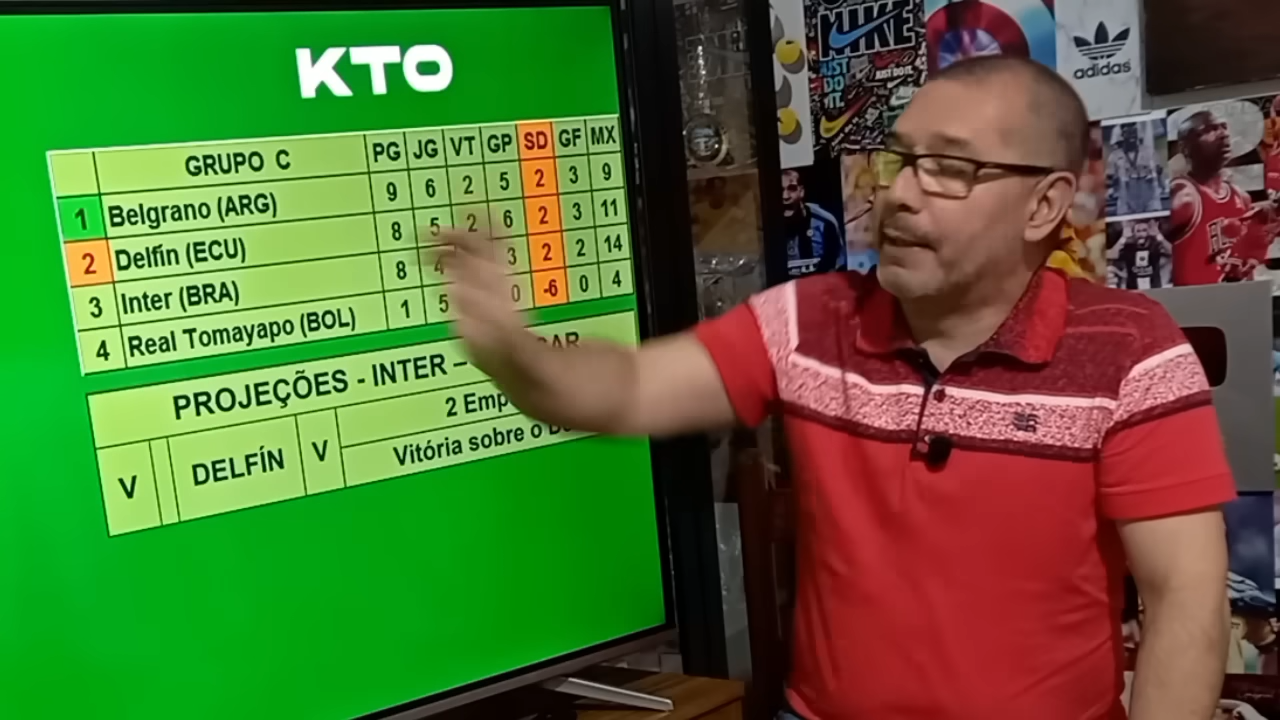 KTO
GRUPO C PG JG VT GP SD GF MX
1 Belgrano (ARG) 9 6 2 5 2 3 9
2 Delfín (ECU) 8 5 2 6 2 3 11
3 Inter (BRA) 8 4 3 2 2 14
4 Real Tomayapo (BOL) 1 5 0 -6 0 4
PROJEÇÕES - INTER –
V DELFÍN V
2 Emp
Vitória sobre o
NIKE
JUST DO IT.
JUST DO IT.
adidas